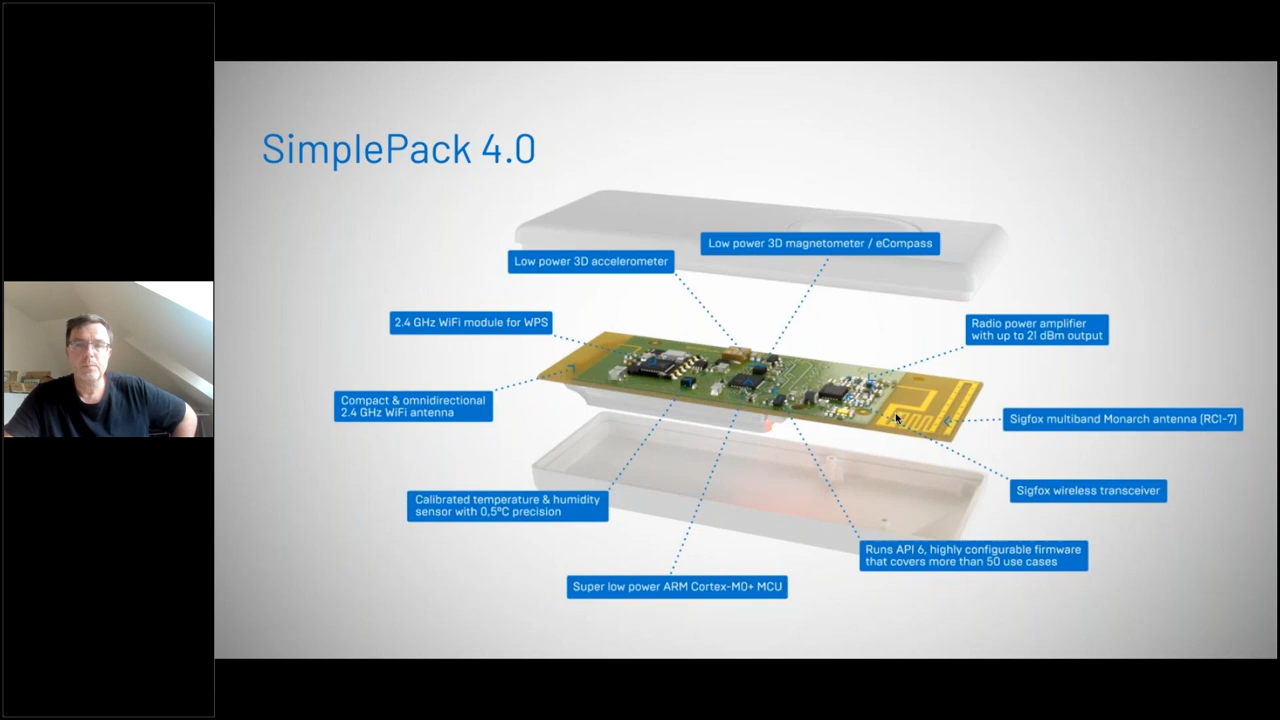 SimplePack 4.0
Low power 3D magnetometer / eCompass
Low power 3D accelerometer
2.4 GHz WiFi module for WPS
Radio power amplifier
with up to 21 dBm output
Compact & omnidirectional
2.4 GHz WiFi antenna
Sigfox multiband Monarch antenna (RC1-7)
Sigfox wireless transceiver
Calibrated temperature & humidity
sensor with 0,5°C precision
Runs API 6, highly configurable firmware
that covers more than 50 use cases
Super low power ARM Cortex-M0+ MCU